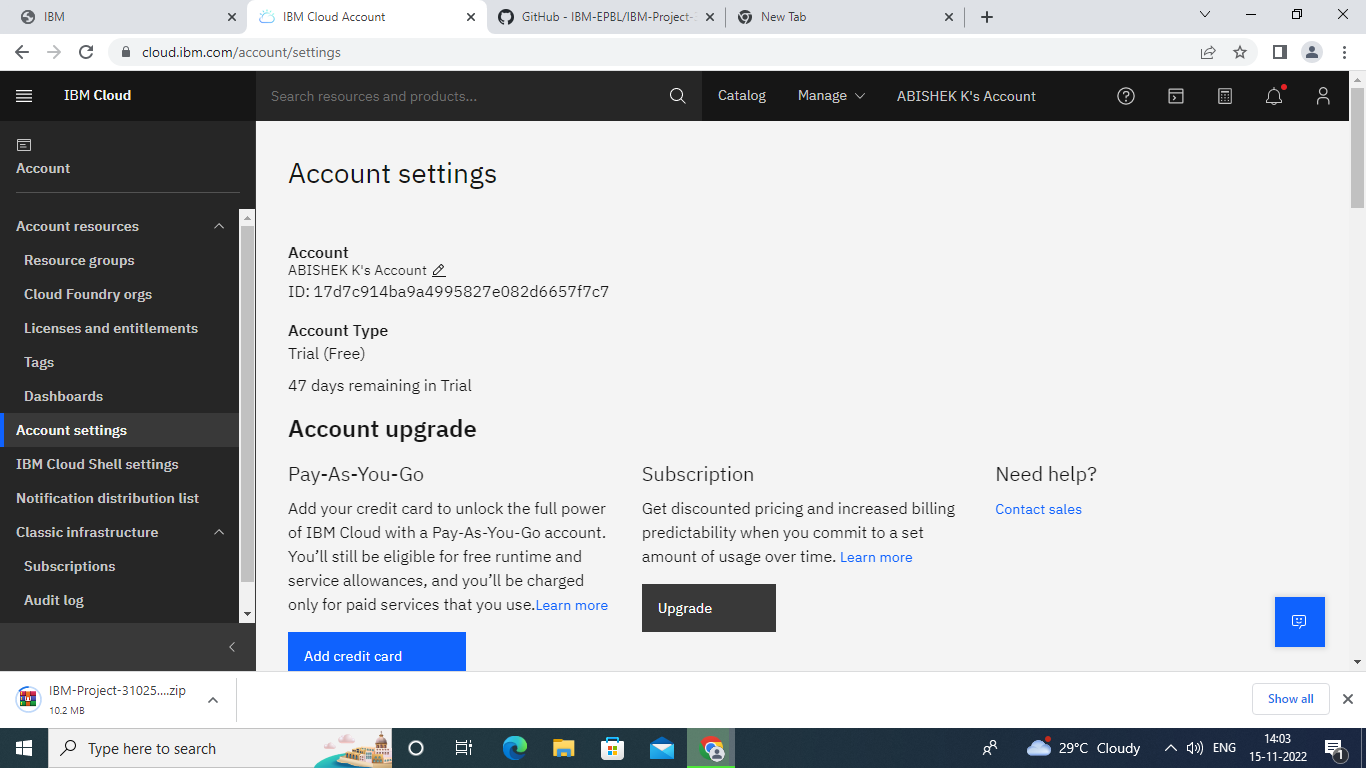 IBM
IBM Cloud Account
GitHub - IBM-EPBL/IBM-Project-
New Tab
cloud.ibm.com/account/settings
IBM Cloud
Search resources and products...
Catalog
Manage
ABISHEK K's Account
Account
Account resources
Resource groups
Cloud Foundry orgs
Licenses and entitlements
Tags
Dashboards
Account settings
IBM Cloud Shell settings
Notification distribution list
Classic infrastructure
Subscriptions
Audit log
Account settings
Account
ABISHEK K's Account
ID: 17d7c914ba9a4995827e082d6657f7c7
Account Type
Trial (Free)
47 days remaining in Trial
Account upgrade
Pay-As-You-Go
Add your credit card to unlock the full power
of IBM Cloud with a Pay-As-You-Go account.
You’ll still be eligible for free runtime and
service allowances, and you’ll be charged
only for paid services that you use.Learn more
Add credit card
Subscription
Get discounted pricing and increased billing
predictability when you commit to a set
amount of usage over time. Learn more
Upgrade
Need help?
Contact sales
IBM-Project-31025....zip
10.2 MB
Show all
Type here to search
29°C Cloudy
ENG
14:03
15-11-2022
1